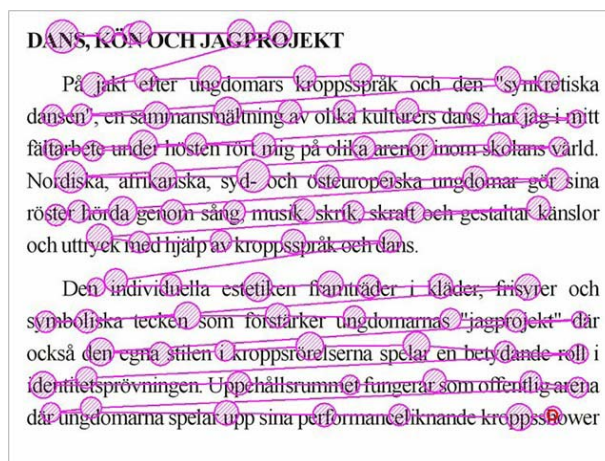 DANS, KÖN OCH JAGPROJEKT
På jakt efter ungdomars kroppsspråk och den "synkretiska
dansen", en sammansmältning av olika kulturers dans, har jag i mitt
fältarbete under hösten rört mig på olika arenor inom skolans värld.
Nordiska, afrikanska, syd- och östeuropeiska ungdomar gör sina
röster hörda genom sång, musik, skrik, skratt och gestaltar känslor
och uttryck med hjälp av kroppsspråk och dans.
Den individuella estetiken framträder i kläder, frisyrer och
symboliska tecken som förstärker ungdomarnas "jagprojekt" där
också den egna stilen i kroppsrörelserna spelar en betydande roll i
identitetsprövningen. Uppehållsrummet fungerar som offentlig arena
där ungdomarna spelar upp sina performanceliknande kroppsshower